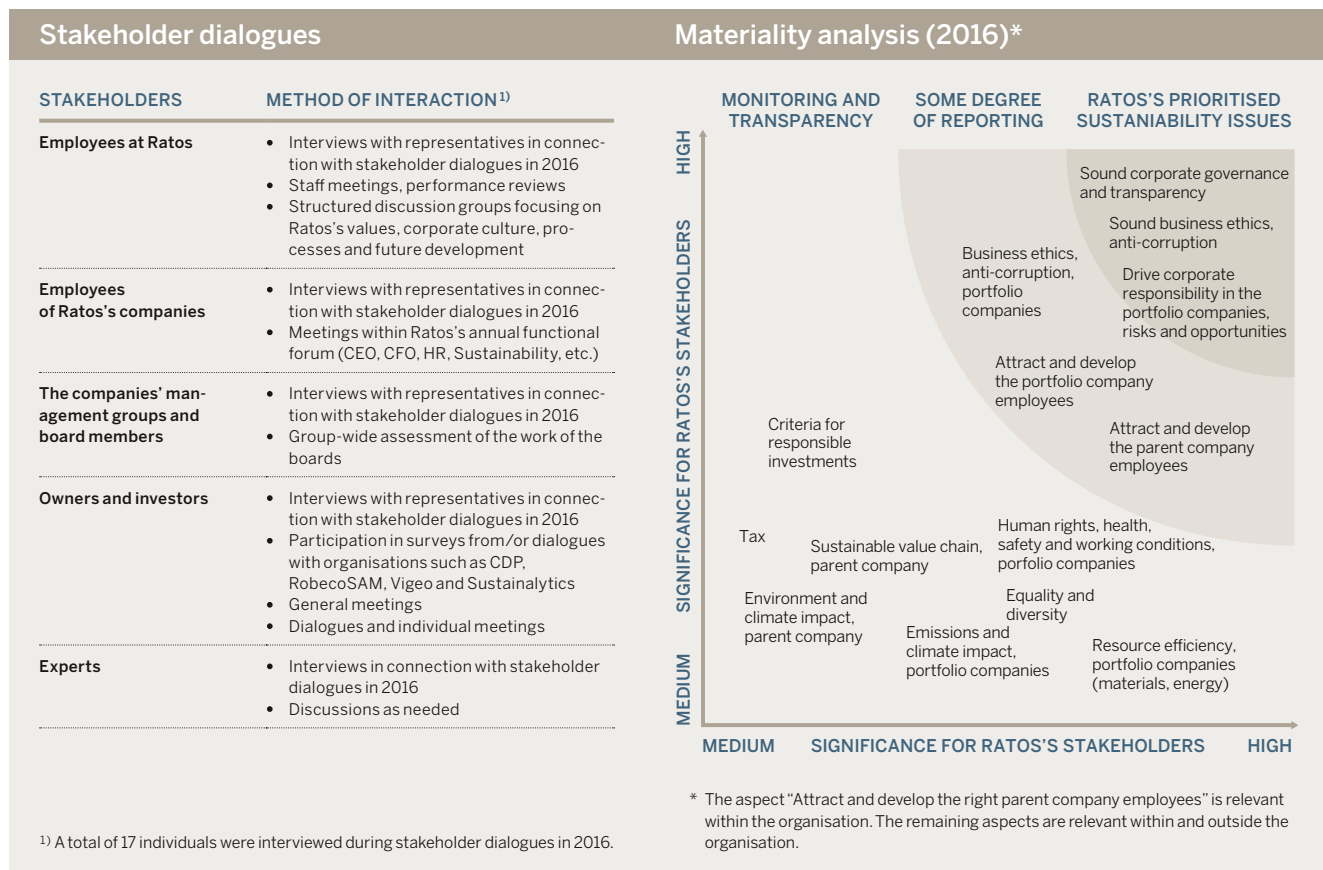 Stakeholder dialogues
STAKEHOLDERS
METHOD OF INTERACTION 1)
Employees at Ratos
• Interviews with representatives in connec-
tion with stakeholder dialogues in 2016
• Staff meetings, performance reviews
• Structured discussion groups focusing on
Ratos’s values, corporate culture, pro-
cesses and future development
Employees
of Ratos’s companies
• Interviews with representatives in connec-
tion with stakeholder dialogues in 2016
• Meetings within Ratos’s annual functional
forum (CEO, CFO, HR, Sustainability, etc.)
The companies’ man-
agement groups and
board members
• Interviews with representatives in connec-
tion with stakeholder dialogues in 2016
• Group-wide assessment of the work of the
boards
Owners and investors
• Interviews with representatives in connec-
tion with stakeholder dialogues in 2016
• Participation in surveys from/or dialogues
with organisations such as CDP,
RobecoSAM, Vigeo and Sustainalytics
• General meetings
• Dialogues and individual meetings
Experts
• Interviews in connection with stakeholder
dialogues in 2016
• Discussions as needed
1) A total of 17 individuals were interviewed during stakeholder dialogues in 2016.
Materiality analysis (2016)*
MONITORING AND
TRANSPARENCY
SOME DEGREE
OF REPORTING
RATOS’S PRIORITISED
SUSTANIABILITY ISSUES
HIGH
SIGNIFICANCE FOR RATOS’S STAKEHOLDERS
MEDIUM
Sound corporate governance
and transparency
Sound business ethics,
anti-corruption
Business ethics,
anti-corruption,
portfolio
companies
Drive corporate
responsibility in the
portfolio companies,
risks and opportunities
Attract and develop
the portfolio company
employees
Criteria for
responsible
investments
Attract and develop
the parent company
employees
Tax
Sustainable value chain,
parent company
Human rights, health,
safety and working conditions,
porfolio companies
Environment and
climate impact,
parent company
Equality and
diversity
Emissions and
climate impact,
portfolio companies
Resource efficiency,
portfolio companies
(materials, energy)
MEDIUM
SIGNIFICANCE FOR RATOS’S STAKEHOLDERS
HIGH
* The aspect “Attract and develop the right parent company employees” is relevant
within the organisation. The remaining aspects are relevant within and outside the
organisation.